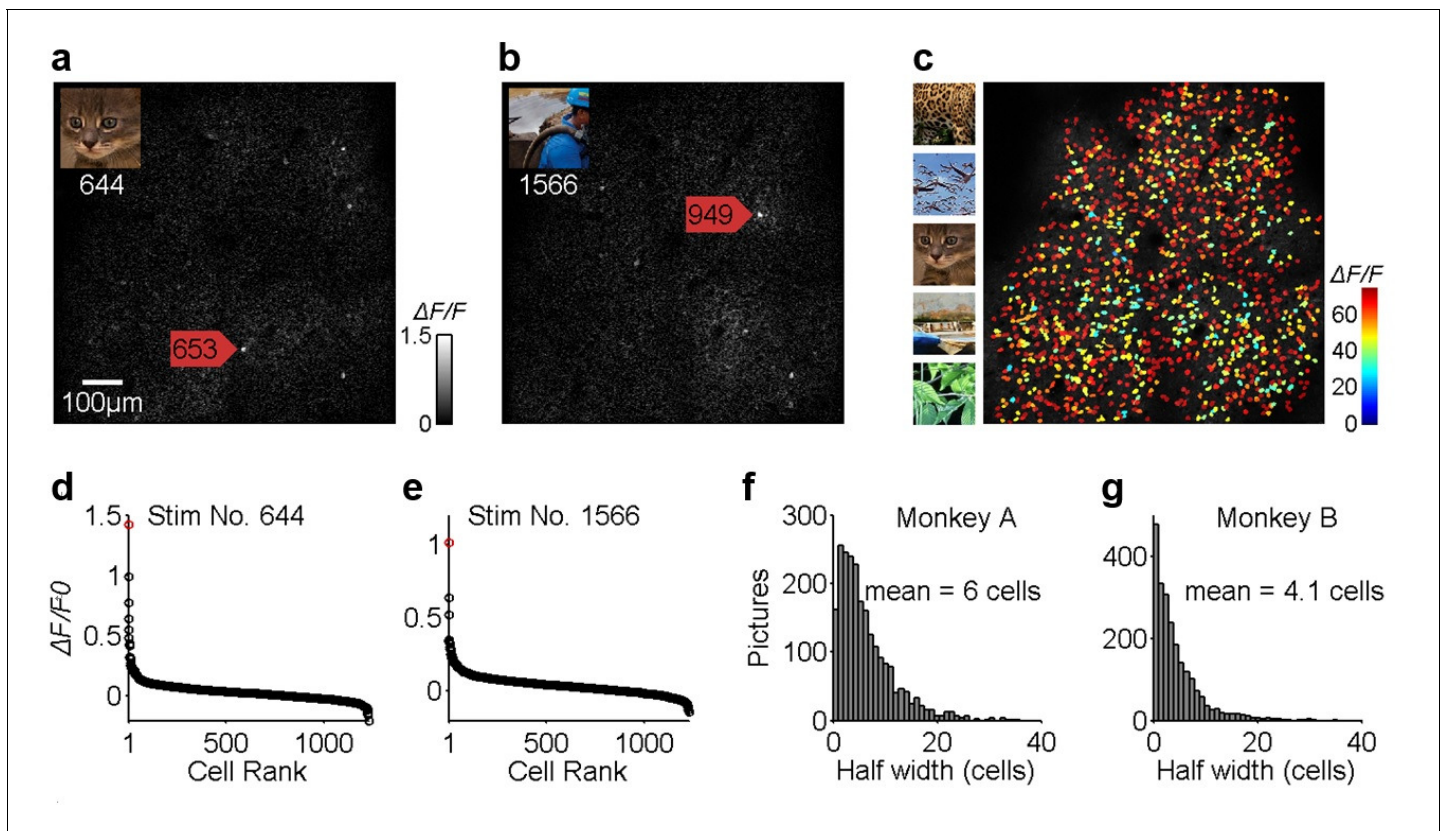 a
644
653
100μm
ΔF/F
1.5
0
b
1566
949
c
ΔF/F
60
40
20
0
d
Stim No. 644
ΔF/F0
1.5
1
0.5
0
1 500 1000
Cell Rank
e
Stim No. 1566
1
0.5
0
1 500 1000
Cell Rank
f
Monkey A
mean = 6 cells
Pictures
300
200
100
0
0 20 40
Half width (cells)
g
Monkey B
mean = 4.1 cells
400
200
0
0 20 40
Half width (cells)